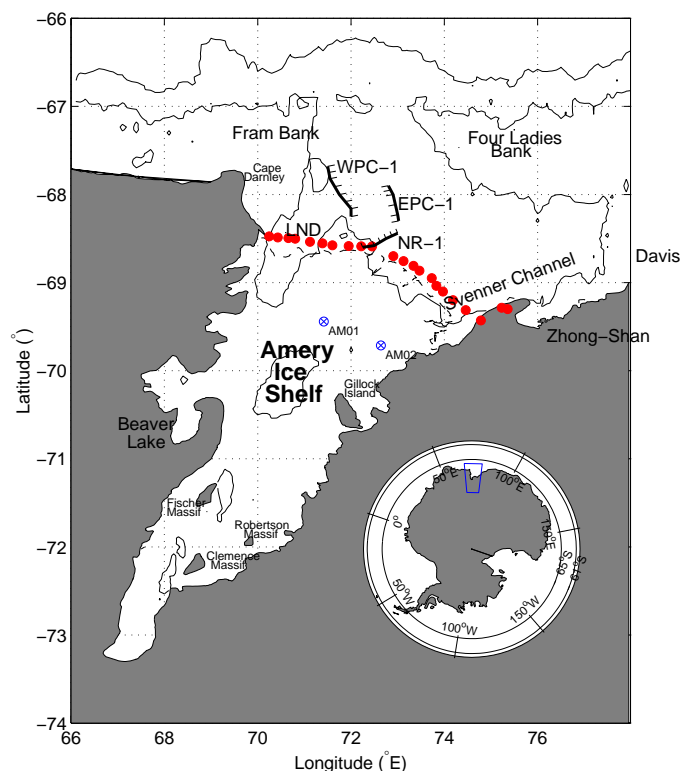 −66
−67
Fram Bank
Four Ladies
Bank
Cape
Darnley
WPC−1
−68
EPC−1
LND
NR−1
Davis
−69
Svenner Channel
AM01
Zhong−Shan
AM02
Amery
Ice
Shelf
−70
Gillock
Island
Beaver
Lake
−71
Fischer
Massif
Robertson
Massif
−72
Clemence
Massif
−73
−74
50°E
100°E
0°
150°E
65°S
61°S
50°W
100°W
150°W
66
68
70
72
74
76
Longitude (°E)
Latitude (°)